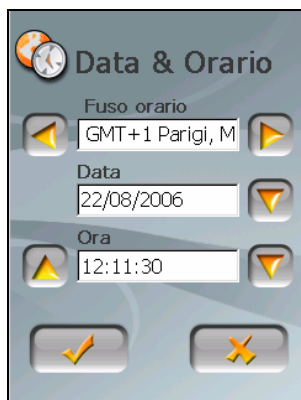 Data & Orario
Fuso orario
GMT+1 Parigi, M
Data
22/08/2006
Ora
12:11:30